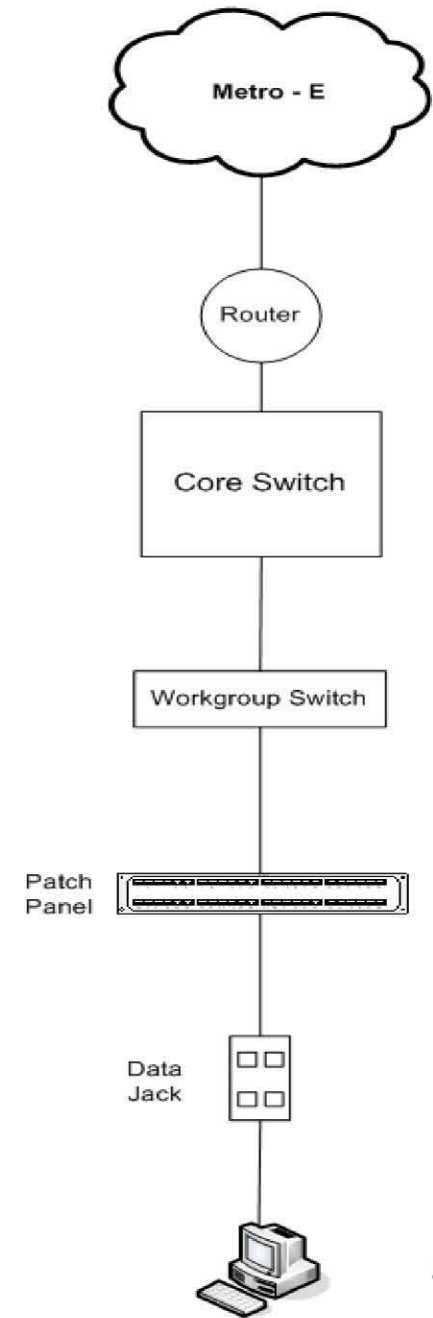 Metro - E
Router
Core Switch
Workgroup Switch
Patch
Panel
Data
Jack